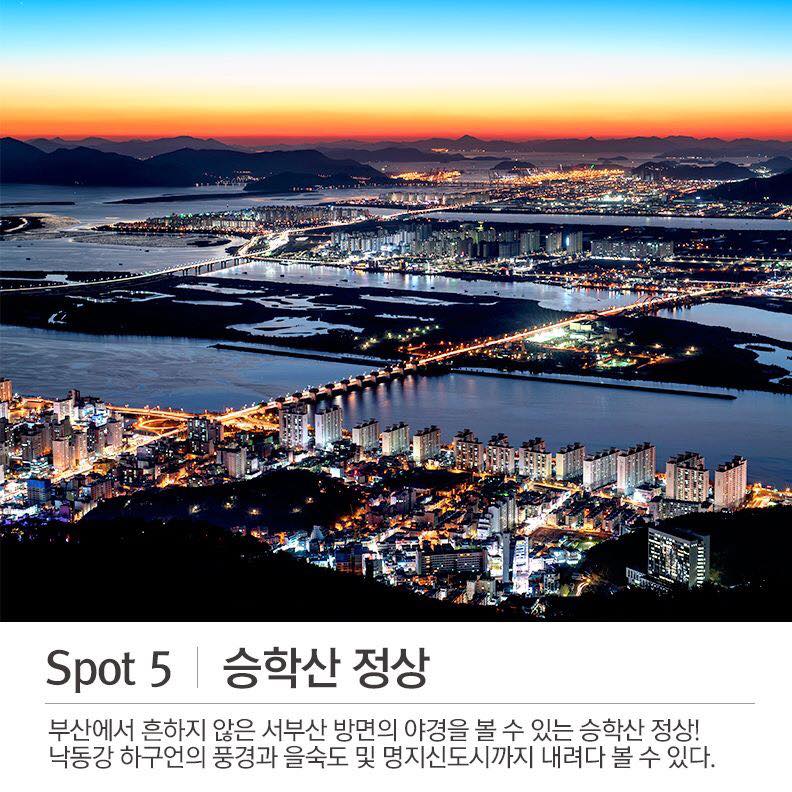 Spot 5 | 승학산 정상
부산에서 흔하지 않은 서부산 방면의 야경을 볼 수 있는 승학산 정상!
낙동강 하구언의 풍경과 을숙도 및 명지신도시까지 내려다 볼 수 있다.